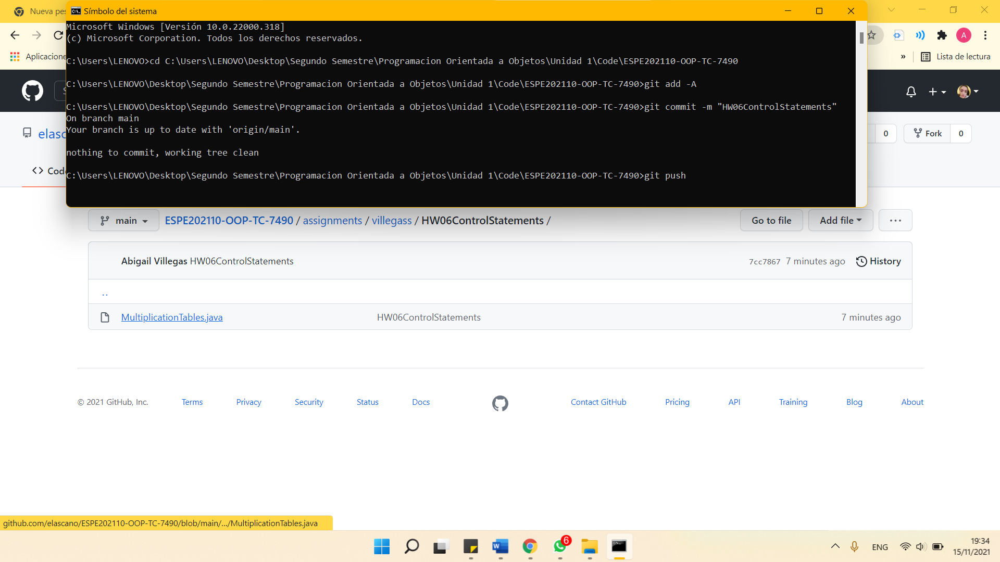 Nueva pes
Símbolo del sistema
Microsoft Windows [Versión 10.0.22000.318]
(c) Microsoft Corporation. Todos los derechos reservados.
A
Aplicacione
»
Lista de lectura
C:\Users\LENOVO>cd C:\Users\LENOVO\Desktop\Segundo Semestre\Programacion Orientada a Objetos\Unidad 1\Code\ESPE202110-OOP-TC-7490
C:\Users\LENOVO\Desktop\Segundo Semestre\Programacion Orientada a Objetos\Unidad 1\Code\ESPE202110-OOP-TC-7490>git add -A
C:\Users\LENOVO\Desktop\Segundo Semestre\Programacion Orientada a Objetos\Unidad 1\Code\ESPE202110-OOP-TC-7490>git commit -m "HW06ControlStatements"
On branch main
Your branch is up to date with 'origin/main'.
nothing to commit, working tree clean
C:\Users\LENOVO\Desktop\Segundo Semestre\Programacion Orientada a Objetos\Unidad 1\Code\ESPE202110-OOP-TC-7490>git push
S
elasc
0
Fork
0
Code
main
ESPE202110-OOP-TC-7490 / assignments / villegass / HW06ControlStatements /
Go to file
Add file
Abigail Villegas HW06ControlStatements
7cc7867 7 minutes ago
History
..
MultiplicationTables.java
HW06ControlStatements
7 minutes ago
© 2021 GitHub, Inc.
Terms
Privacy
Security
Status
Docs
Contact GitHub
Pricing
API
Training
Blog
About
github.com/elascano/ESPE202110-OOP-TC-7490/blob/main/.../MultiplicationTables.java
W
6
ENG
19:34
15/11/2021